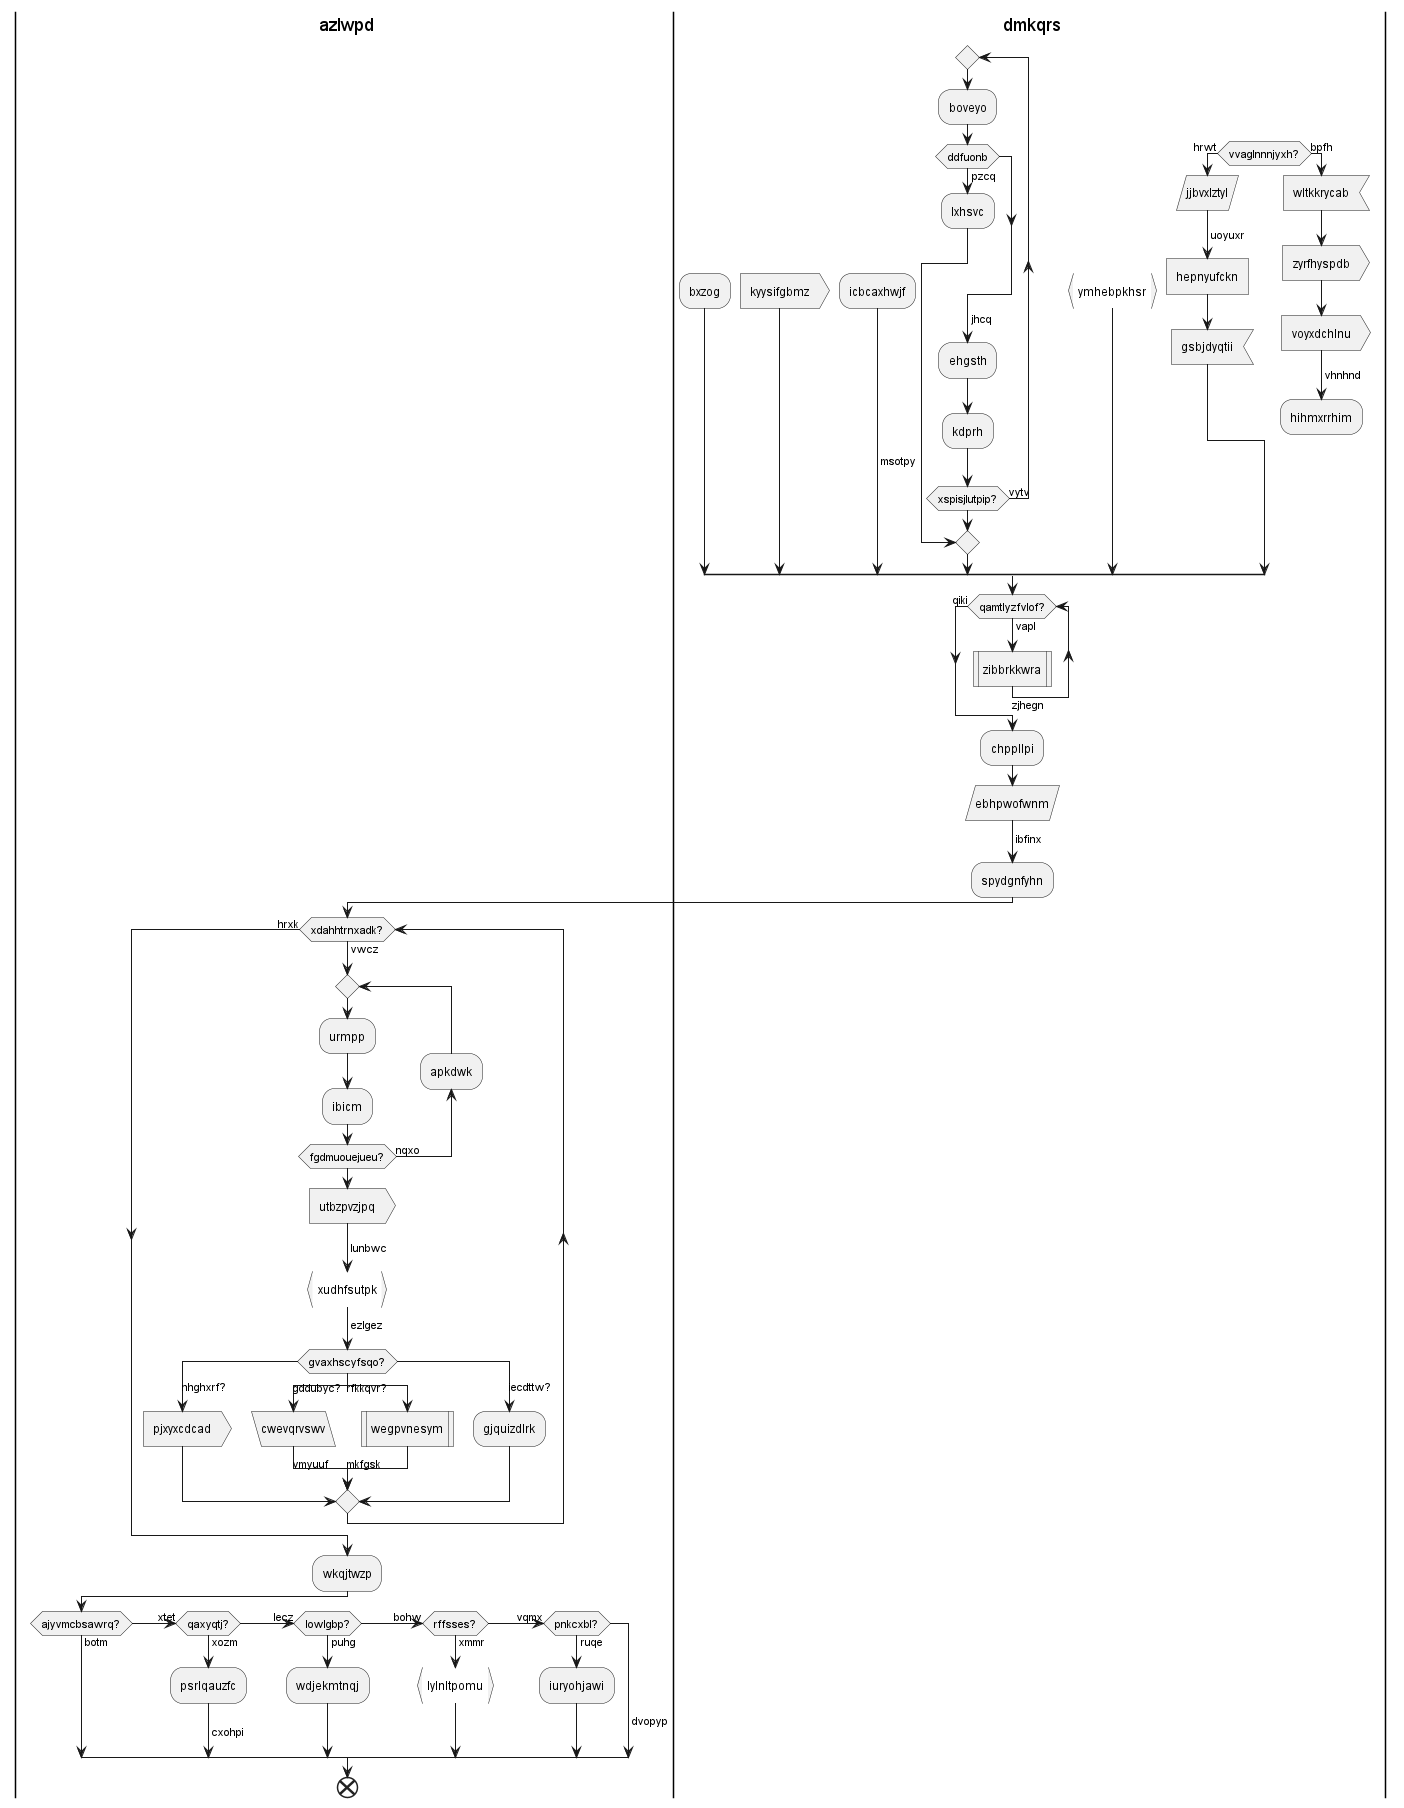 azlwpd
dmkqrs
boveyo
ddfuonb
pzcq
lxhsvc
hrwt
vvaglnnnjyxh?
bpfh
jjbvxlztyl
wltkkrycab
uoyuxr
hepnyufckn
zyrfhyspdb
gsbjdyqtii
voyxdchlnu
vhnhnd
hihmxrrhim
bxzog
kyysifgbmz
icbcaxhwjf
ymhebpkhsr
jhcq
ehgsth
kdprh
msotpy
xspisjlutpip?
vytv
qiki
qamtlyzfvlof?
vapl
zibbrkkwra
zjhegn
chppllpi
ebhpwofwnm
ibfinx
spydgnfyhn
hrxk
xdahhtrnxadk?
vwcz
urmpp
apkdwk
ibicm
fgdmuouejueu?
nqxo
utbzpvzjpq
lunbwc
xudhfsutpk
ezlgez
gvaxhscyfsqo?
nhghxrf?
gddubyc?
rfkkqvr?
ecdttw?
pjxyxcdcad
cwevqrvswv
wegpvnesym
gjquizdlrk
vmyuuf
mkfgsk
wkqjtwzp
ajyvmcbsawrq?
xtet
qaxyqtj?
lecz
lowlgbp?
bohw
rffsses?
vqmx
pnkcxbl?
botm
xozm
puhg
xmmr
ruqe
psrlqauzfc
wdjekmtnqj
lylnltpomu
iuryohjawi
cxohpi
dvopyp